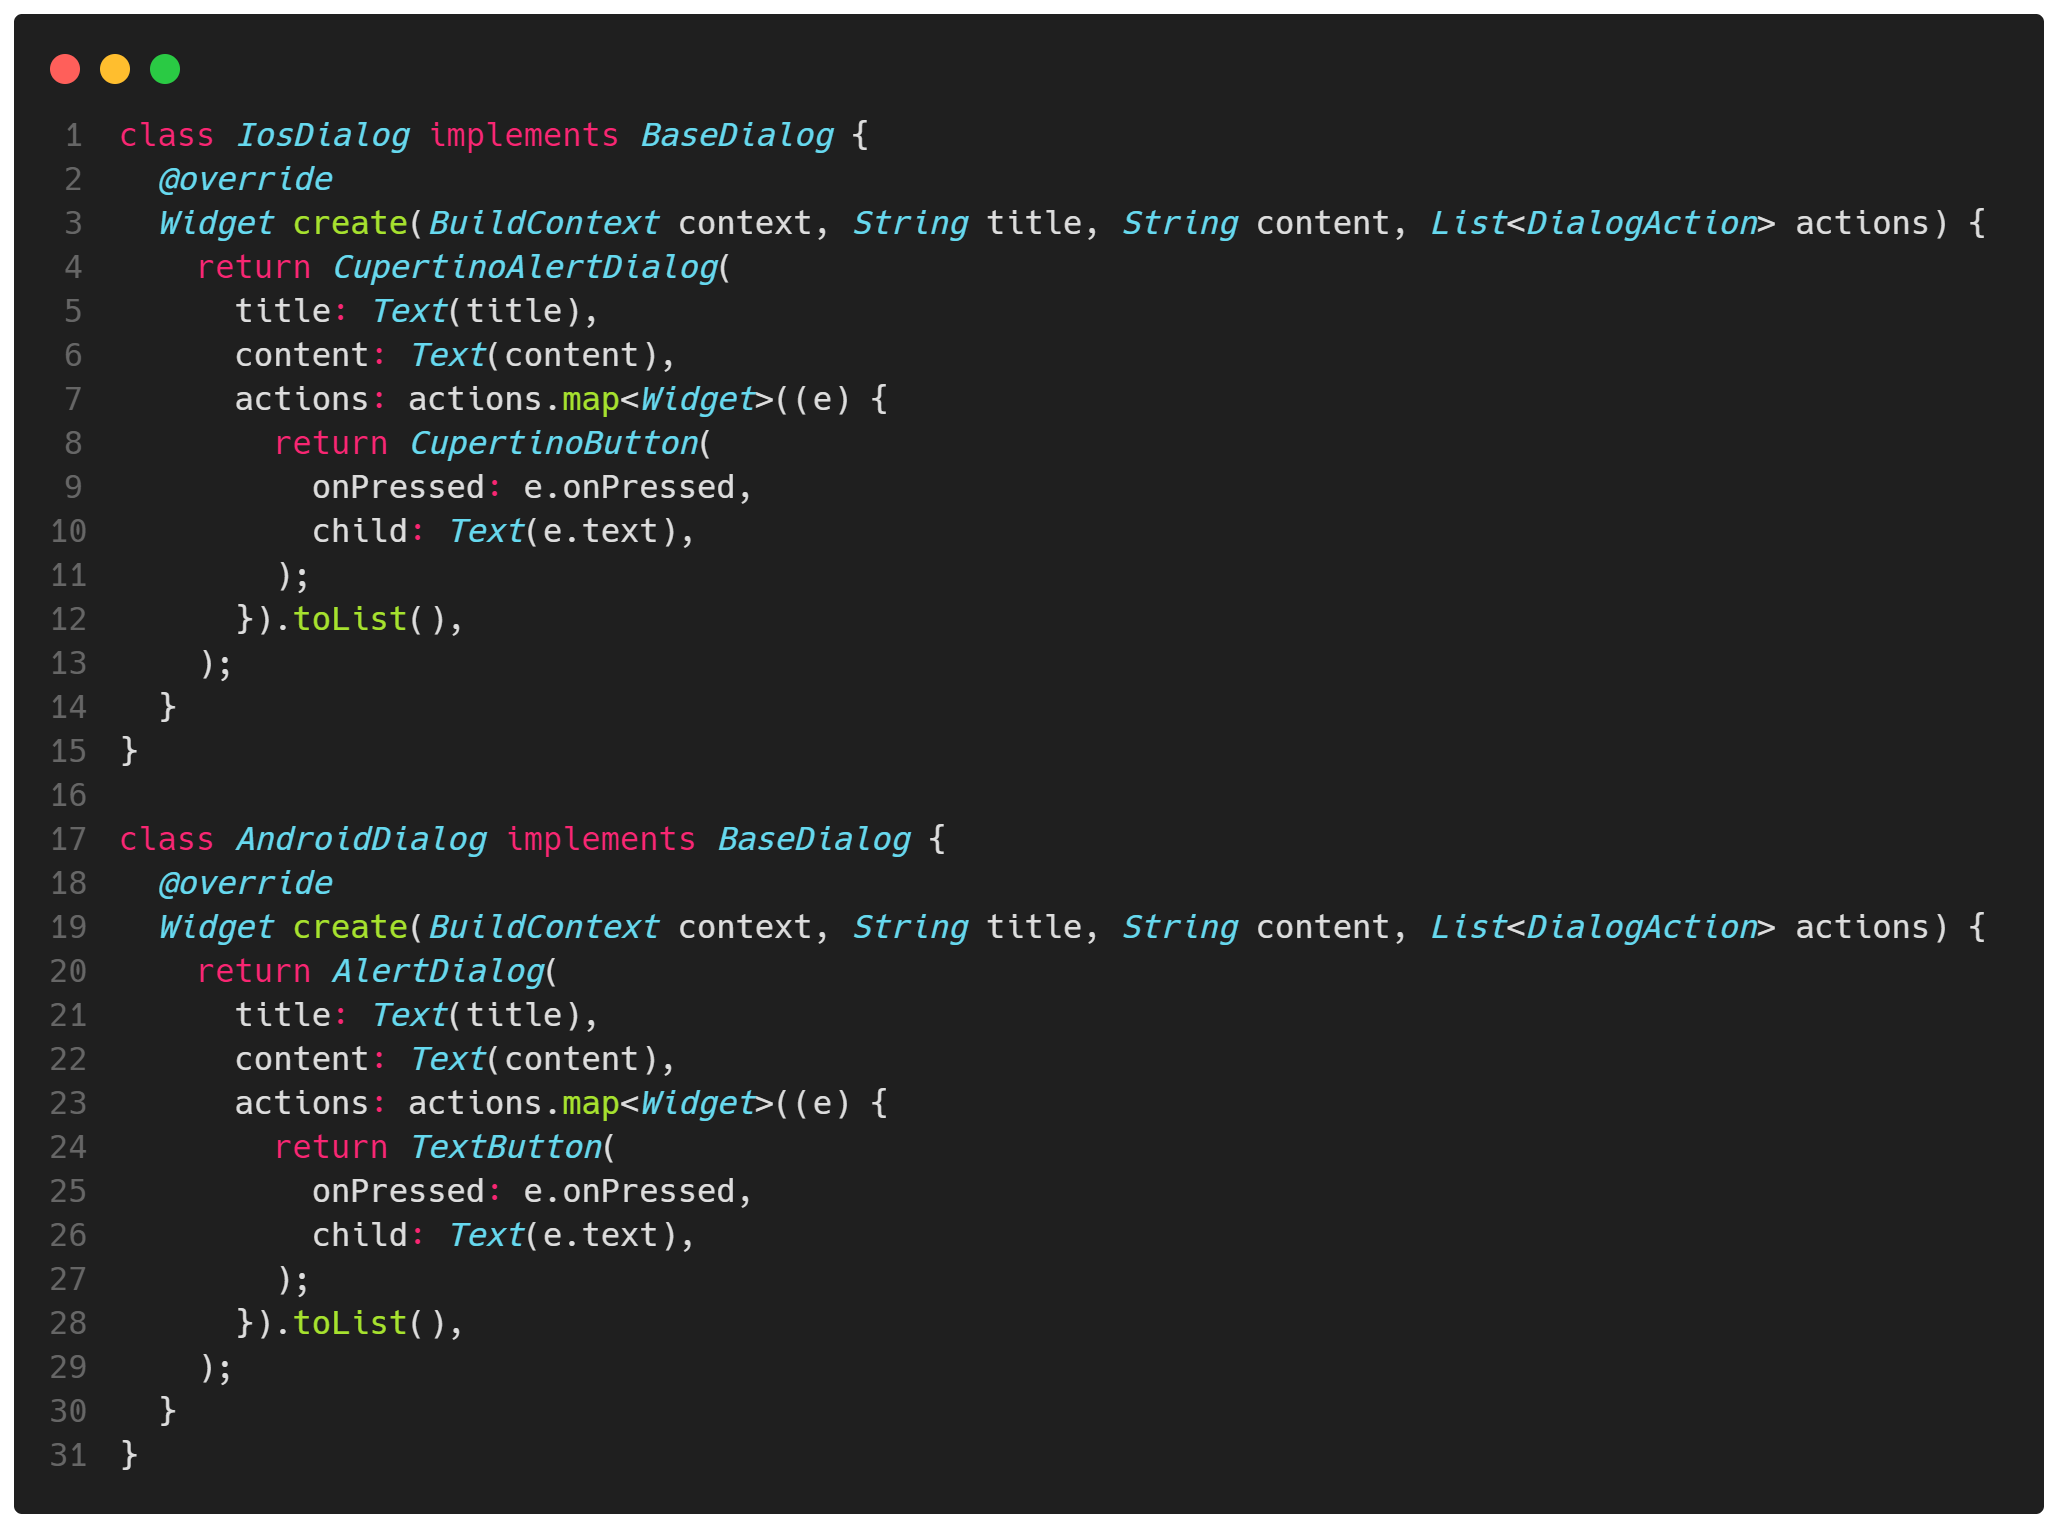 1 class IosDialog implements BaseDialog {
2   @override
3   Widget create(BuildContext context, String title, String content, List<DialogAction> actions) {
4     return CupertinoAlertDialog(
5       title: Text(title),
6       content: Text(content),
7       actions: actions.map<Widget>((e) {
8         return CupertinoButton(
9           onPressed: e.onPressed,
10           child: Text(e.text),
11         );
12       }).toList(),
13     );
14   }
15 }
16
17 class AndroidDialog implements BaseDialog {
18   @override
19   Widget create(BuildContext context, String title, String content, List<DialogAction> actions) {
20     return AlertDialog(
21       title: Text(title),
22       content: Text(content),
23       actions: actions.map<Widget>((e) {
24         return TextButton(
25           onPressed: e.onPressed,
26           child: Text(e.text),
27         );
28       }).toList(),
29     );
30   }
31 }